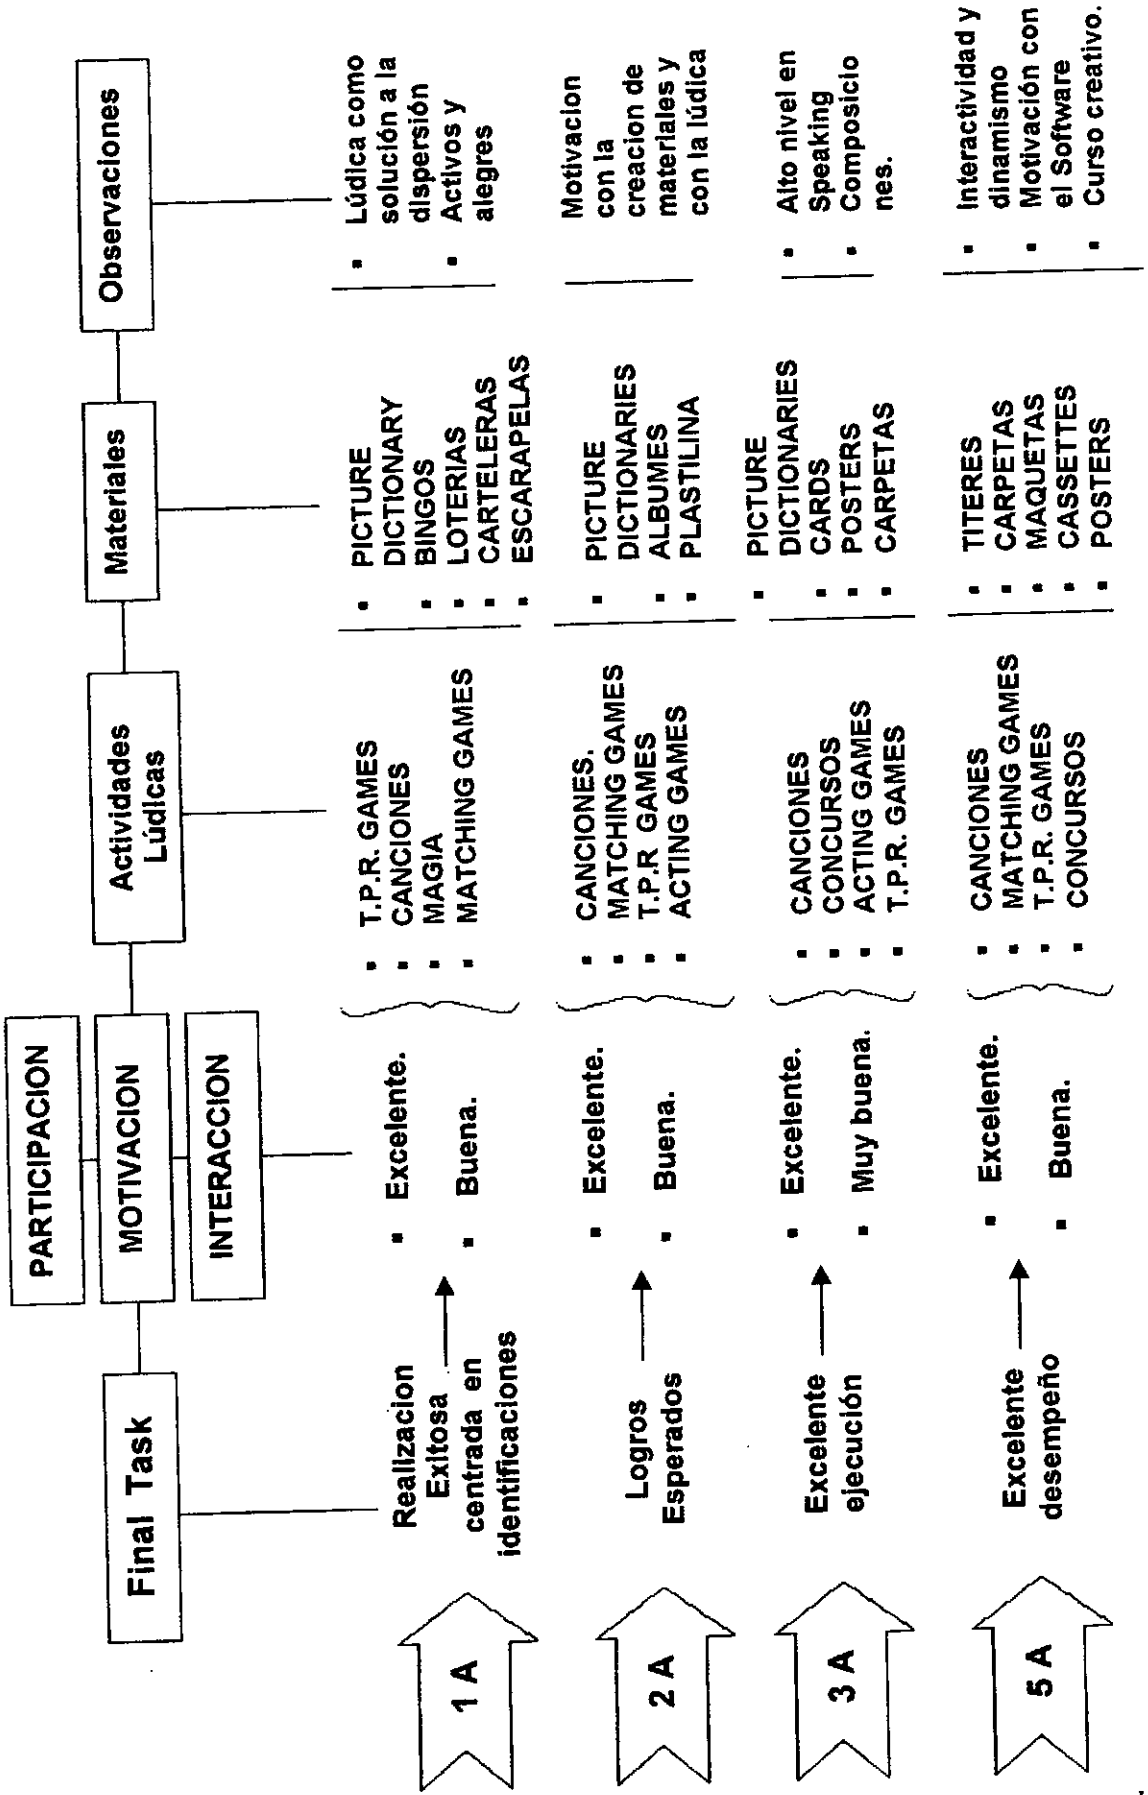 Final Task
PARTICIPACION
MOTIVACION
INTERACCION
Actividades
Lúdicas
Materiales
Observaciones
1 A
Realizacion
Exitosa
centrada en
identificaciones
▪ Excelente.
▪ Buena.
▪ T.P.R. GAMES
▪ CANCIONES
▪ MAGIA
▪ MATCHING GAMES
▪ PICTURE
DICTIONARY
▪ BINGOS
▪ LOTERIAS
▪ CARTELERAS
▪ ESCARAPELAS
▪ Lúdica como
solución a la
dispersión
▪ Activos y
alegres
2 A
Logros
Esperados
▪ Excelente.
▪ Buena.
▪ CANCIONES.
▪ MATCHING GAMES
▪ T.P.R GAMES
▪ ACTING GAMES
▪ PICTURE
DICTIONARIES
▪ ALBUMES
▪ PLASTILINA
Motivacion
con la
creacion de
materiales y
con la lúdica
3 A
Excelente
ejecución
▪ Excelente.
▪ Muy buena.
▪ CANCIONES
▪ CONCURSOS
▪ ACTING GAMES
▪ T.P.R. GAMES
▪ PICTURE
DICTIONARIES
▪ CARDS
▪ POSTERS
▪ CARPETAS
▪ Alto nivel en
Speaking
▪ Composicio
nes.
5 A
Excelente
desempeño
▪ Excelente.
▪ Buena.
▪ CANCIONES
▪ MATCHING GAMES
▪ T.P.R. GAMES
▪ CONCURSOS
▪ TITERES
▪ CARPETAS
▪ MAQUETAS
▪ CASSETTES
▪ POSTERS
▪ Interactividad y
dinamismo
▪ Motivación con
el Software
▪ Curso creativo.